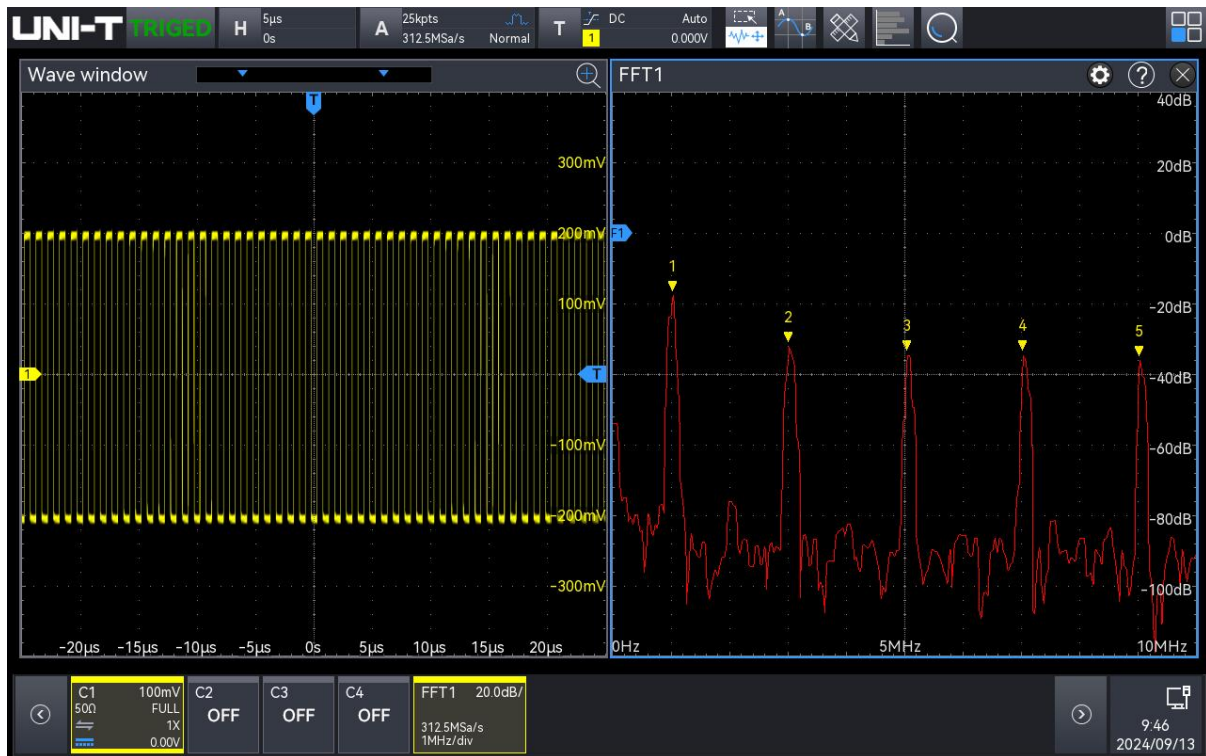 UNI-T TRIGED H 5μs 0s A 25kpts 312.5MSa/s Normal T DC 1 Auto 0.000V A B
Wave window
T
300mV
200mV
100mV
1
T
-100mV
-200mV
-300mV
-20μs -15μs -10μs -5μs 0s 5μs 10μs 15μs 20μs
FFT1 ?
40dB
20dB
F1 0dB
1
-20dB
2 3 4 5
-40dB
-60dB
-80dB
-100dB
0Hz 5MHz 10MHz
C1 100mV
50Ω FULL
1X
0.00V
C2
OFF
C3
OFF
C4
OFF
FFT1 20.0dB/
312.5MSa/s
1MHz/div
9:46
2024/09/13